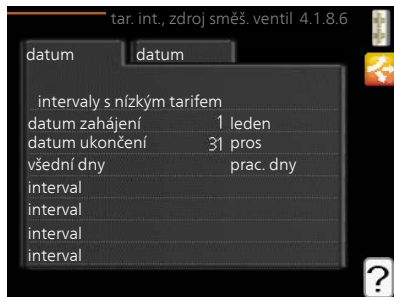 tar. int., zdroj směš. ventil 4.1.8.6
datum datum
intervaly s nízkým tarifem
datum zahájení 1 leden
datum ukončení 31 pros
všední dny prac. dny
interval
interval
interval
interval
?